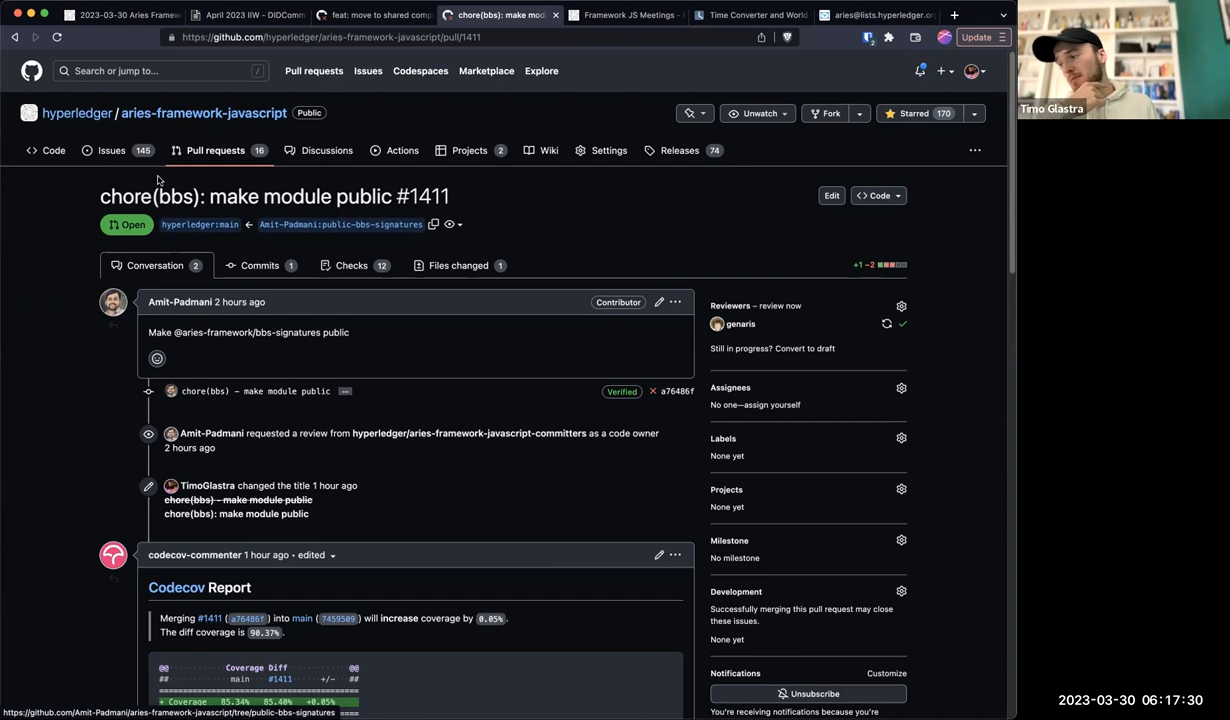 2023-03-30 Aries Framew
April 2023 IIW - DIDComm
feat: move to shared comp
chore(bbs): make mod
Framework JS Meetings -
Time Converter and World
aries@lists.hyperledger.or
https://github.com/hyperledger/aries-framework-javascript/pull/1411
2
Update
Search or jump to...
/
Pull requests
Issues
Codespaces
Marketplace
Explore
Timo Glastra
hyperledger / aries-framework-javascript
Public
Unwatch
Fork
Starred 170
Code
Issues 145
Pull requests 16
Discussions
Actions
Projects 2
Wiki
Settings
Releases 74
chore(bbs): make module public #1411
Edit
<> Code
Open
hyperledger:main
Amit-Padmani:public-bbs-signatures
Conversation 2
Commits 1
Checks 12
Files changed 1
+1 −2
Amit-Padmani 2 hours ago
Contributor
Make @aries-framework/bbs-signatures public
chore(bbs) - make module public
Verified
a76486f
Amit-Padmani requested a review from hyperledger/aries-framework-javascript-committers as a code owner
2 hours ago
TimoGlastra changed the title 1 hour ago
chore(bbs) - make module public
chore(bbs): make module public
codecov-commenter 1 hour ago • edited
Codecov Report
Merging #1411 (a76486f) into main (7459509) will increase coverage by 0.05%.
The diff coverage is 90.37%.
@@ Coverage Diff @@
## main #1411 +/- ##
===========================================
+ Coverage 85.34% 85.40% +0.05%
Reviewers – review now
genaris
Still in progress? Convert to draft
Assignees
No one—assign yourself
Labels
None yet
Projects
None yet
Milestone
No milestone
Development
Successfully merging this pull request may close
these issues.
None yet
Notifications
Customize
Unsubscribe
You're receiving notifications because you're
https://github.com/Amit-Padmani/aries-framework-javascript/tree/public-bbs-signatures
2023-03-30 06:17:30